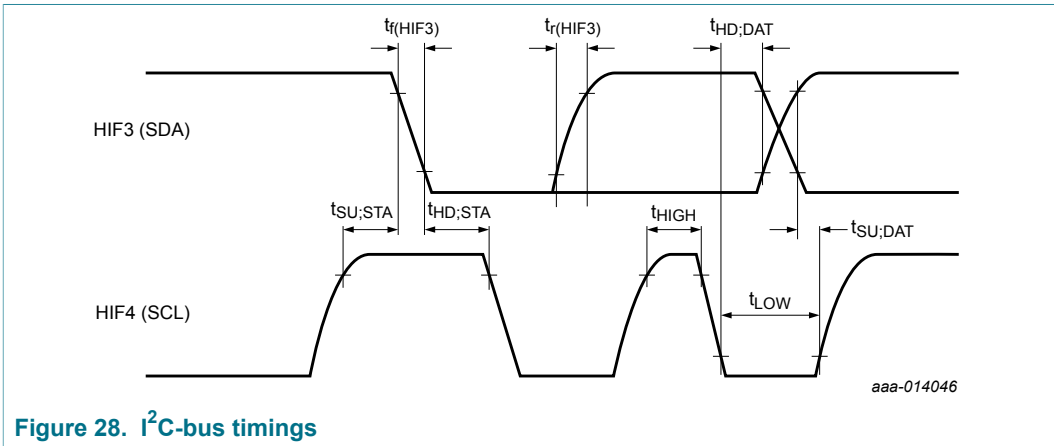 tf(HIF3)
tr(HIF3)
tHD;DAT
HIF3 (SDA)
tSU;STA
tHD;STA
tHIGH
tSU;DAT
HIF4 (SCL)
tLOW
aaa-014046
Figure 28. I²C-bus timings